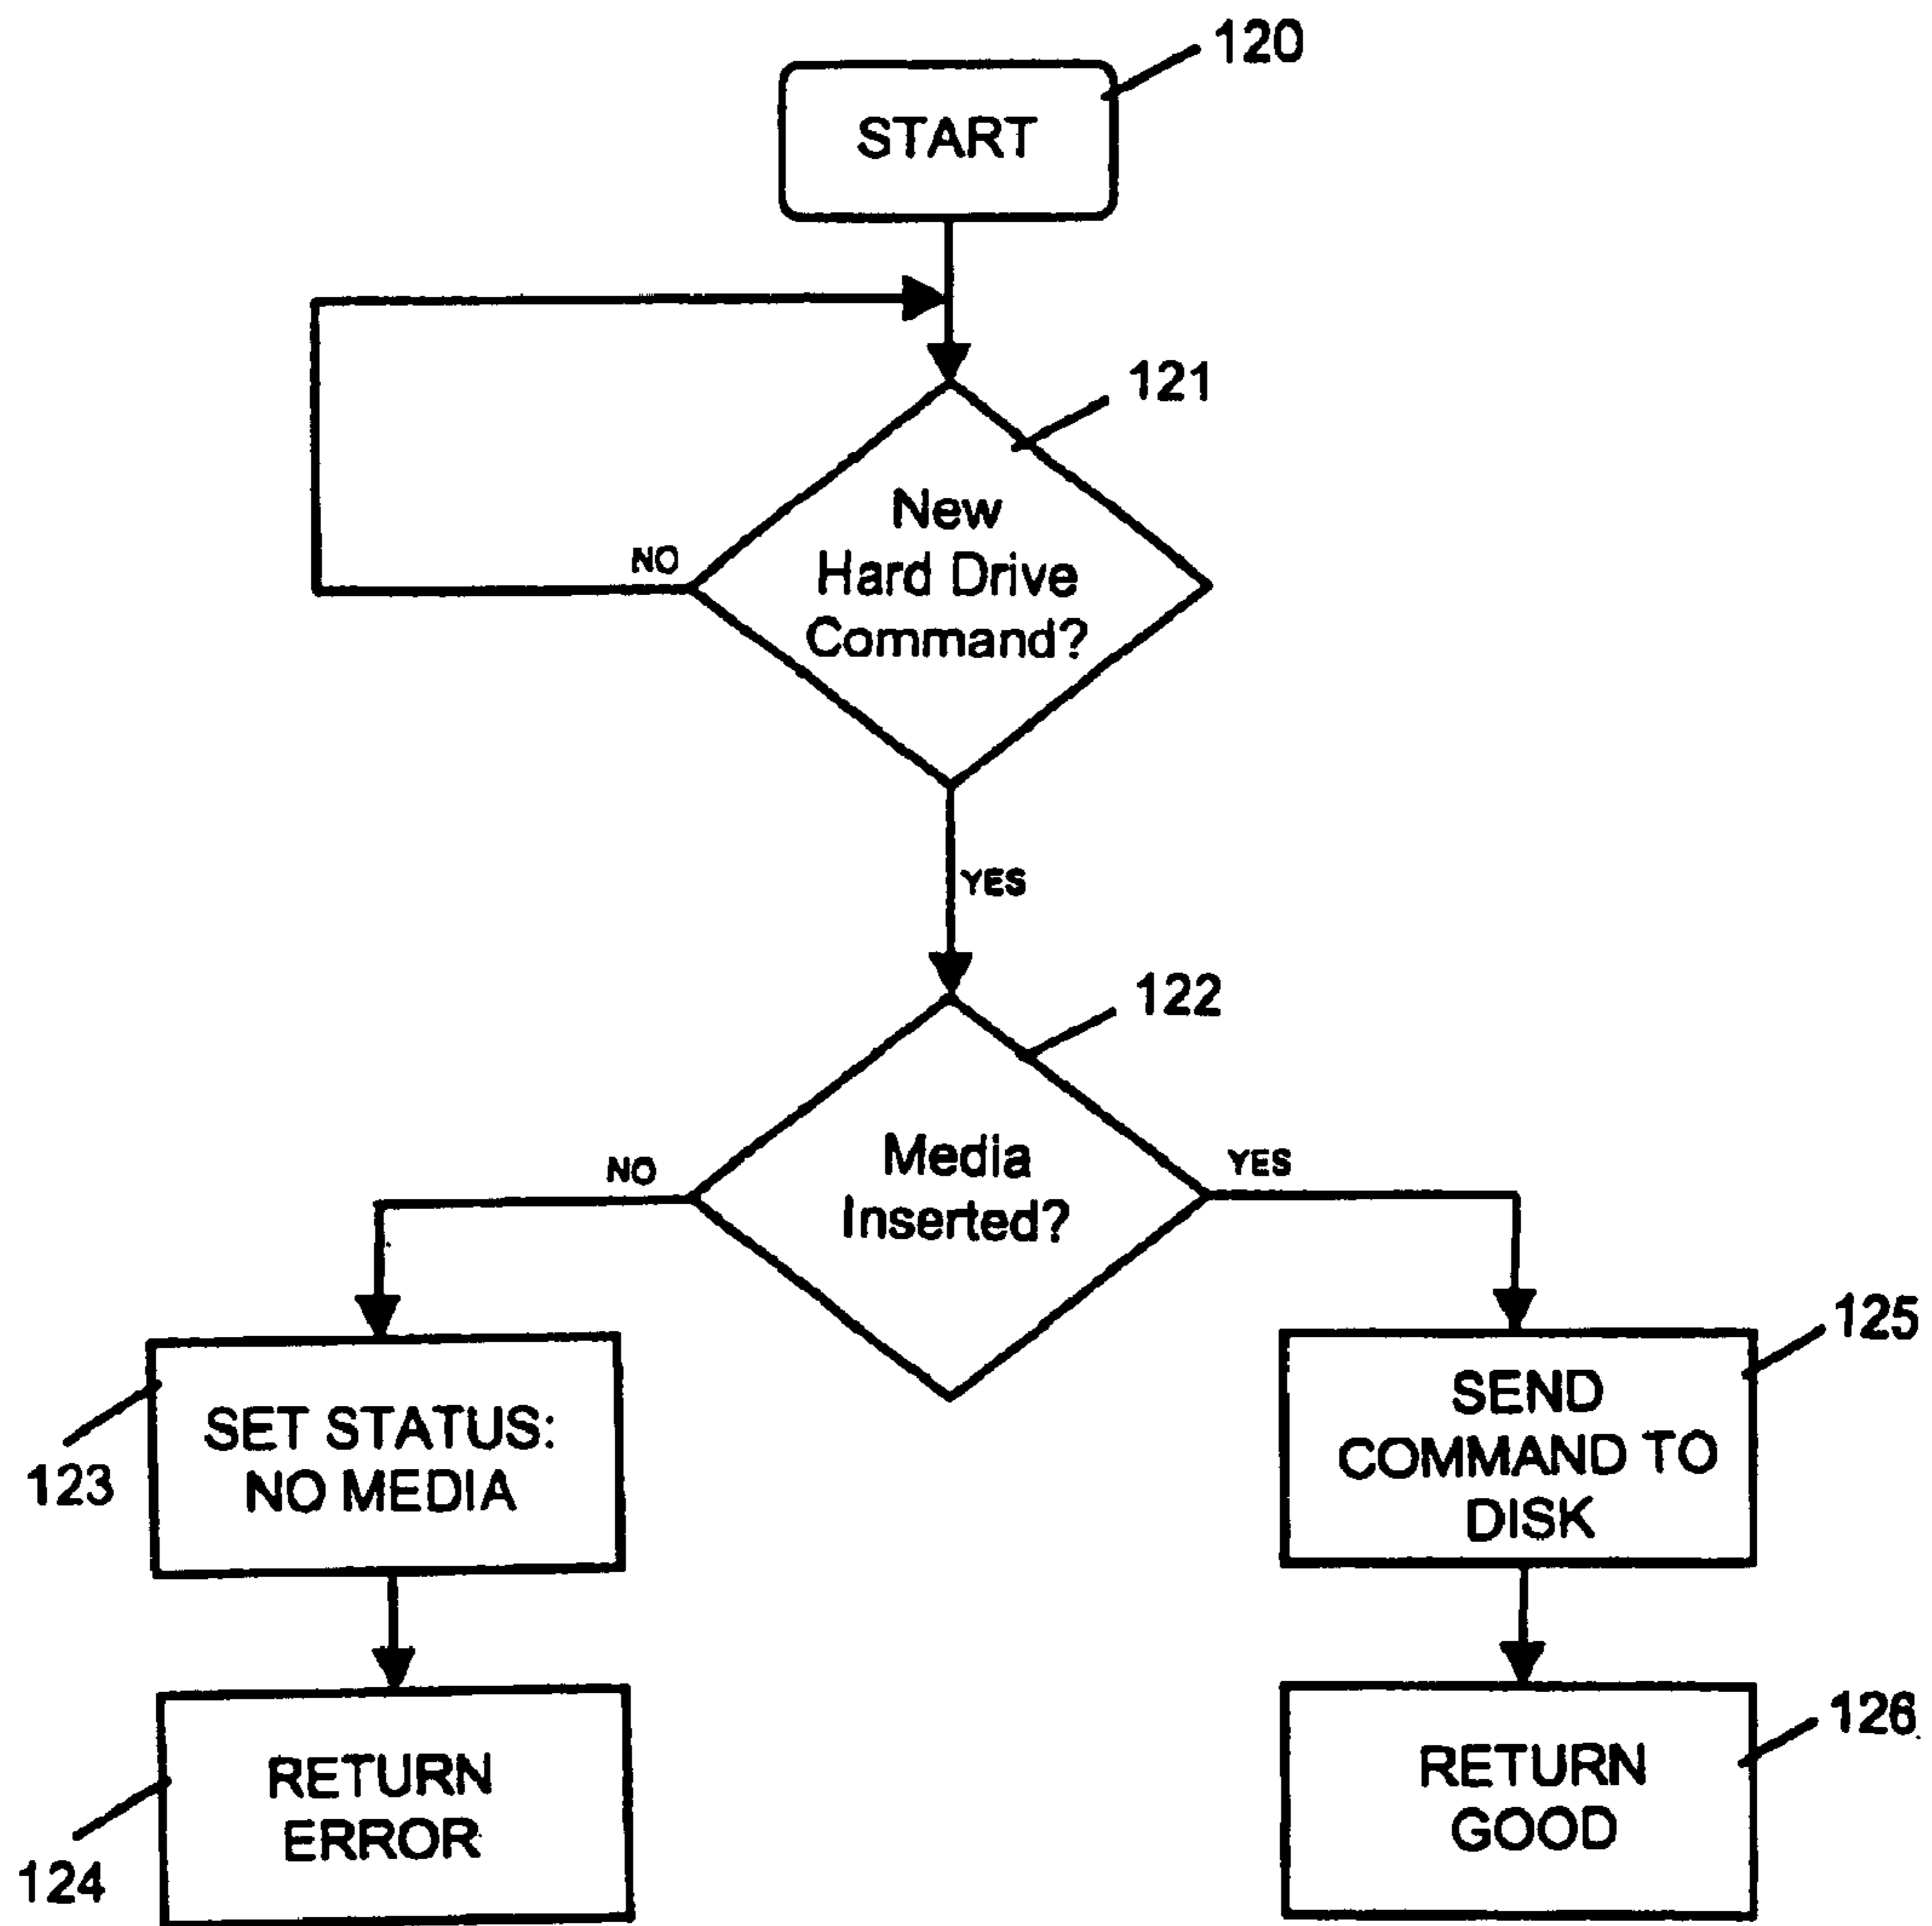 120
START
121
New
Hard Drive
Command?
NO
YES
122
Media
Inserted?
NO
YES
123
SET STATUS:
NO MEDIA
125
SEND
COMMAND TO
DISK
124
RETURN
ERROR
126
RETURN
GOOD